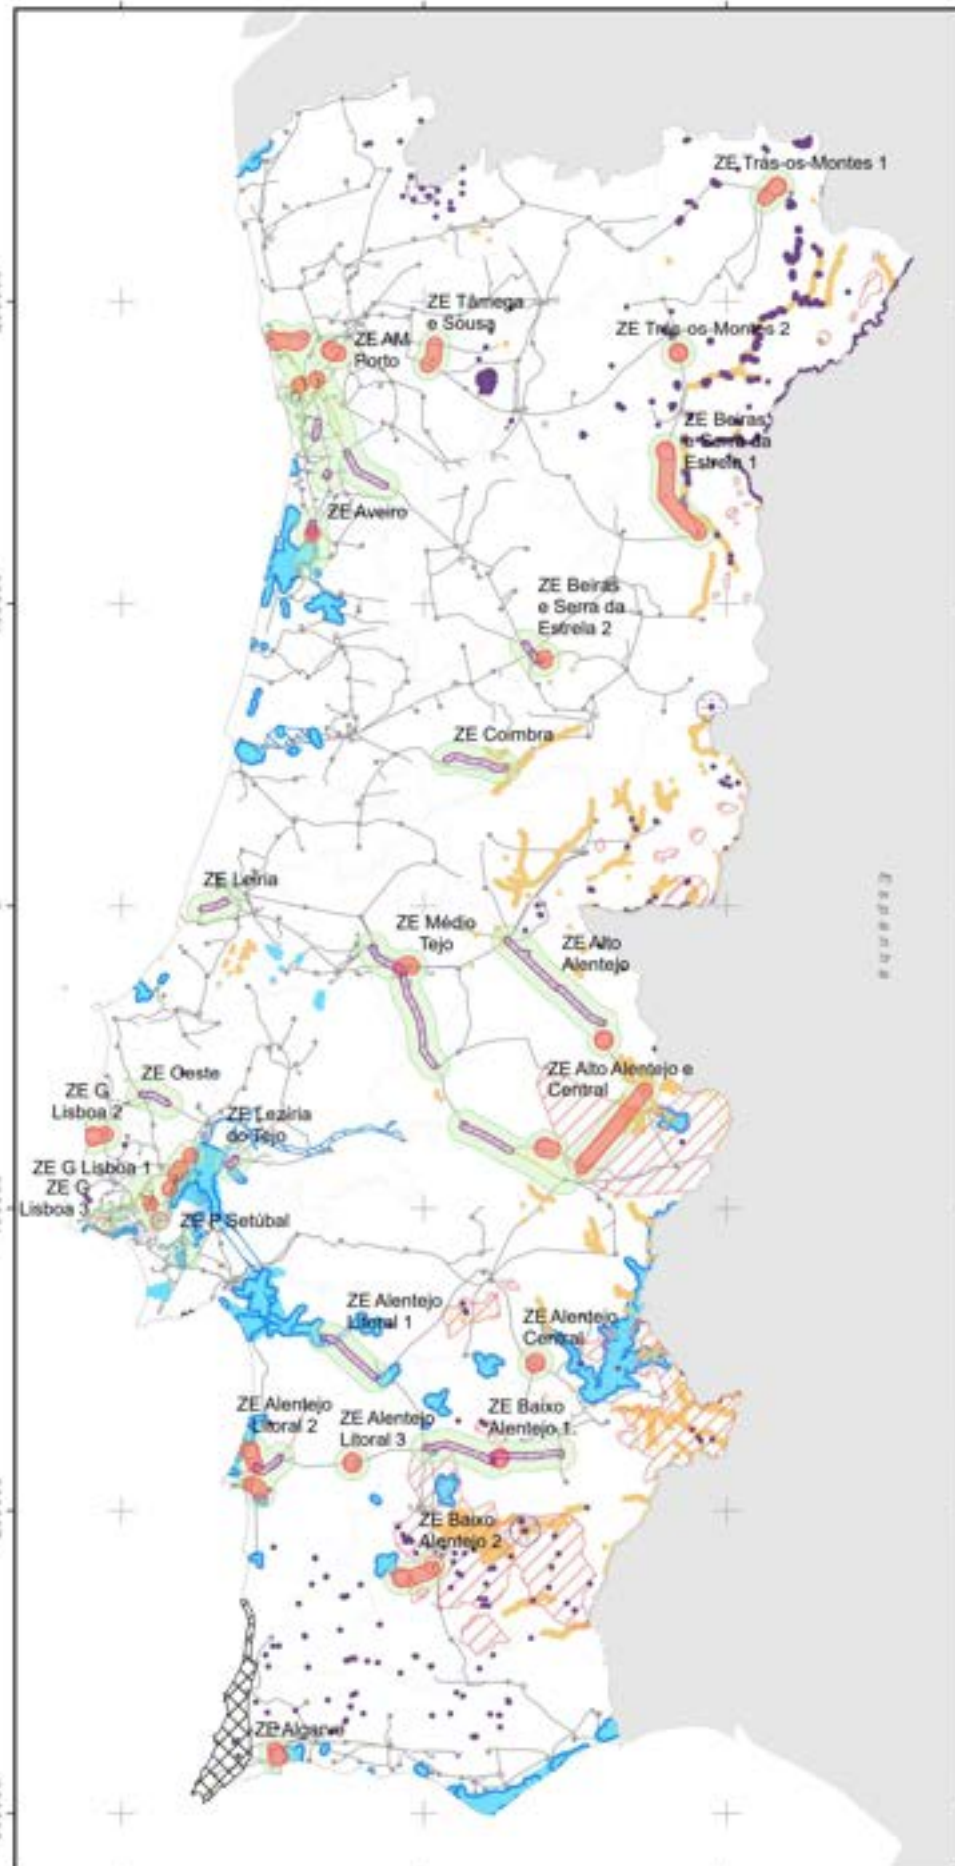 ZE Trás-os-Montes 1
ZE Tâmega
e Sousa
ZE AM
Porto
ZE Trás-os-Montes 2
ZE Beiras
e Serra da
Estrela 1
ZE Aveiro
ZE Beiras
e Serra da
Estrela 2
ZE Coimbra
Espanha
ZE Leiria
ZE Médio
Tejo
ZE Alto
Alentejo
ZE Alto Alentejo e
Central
ZE Oeste
ZE G
Lisboa 2
ZE Lezíria
do Tejo
ZE G Lisboa 1
ZE G
Lisboa 3
ZE P Setúbal
ZE Alentejo
Litoral 1
ZE Alentejo
Central
ZE Alentejo
Litoral 2
ZE Alentejo
Litoral 3
ZE Baixo
Alentejo 1
ZE Baixo
Alentejo 2
ZE Algarve